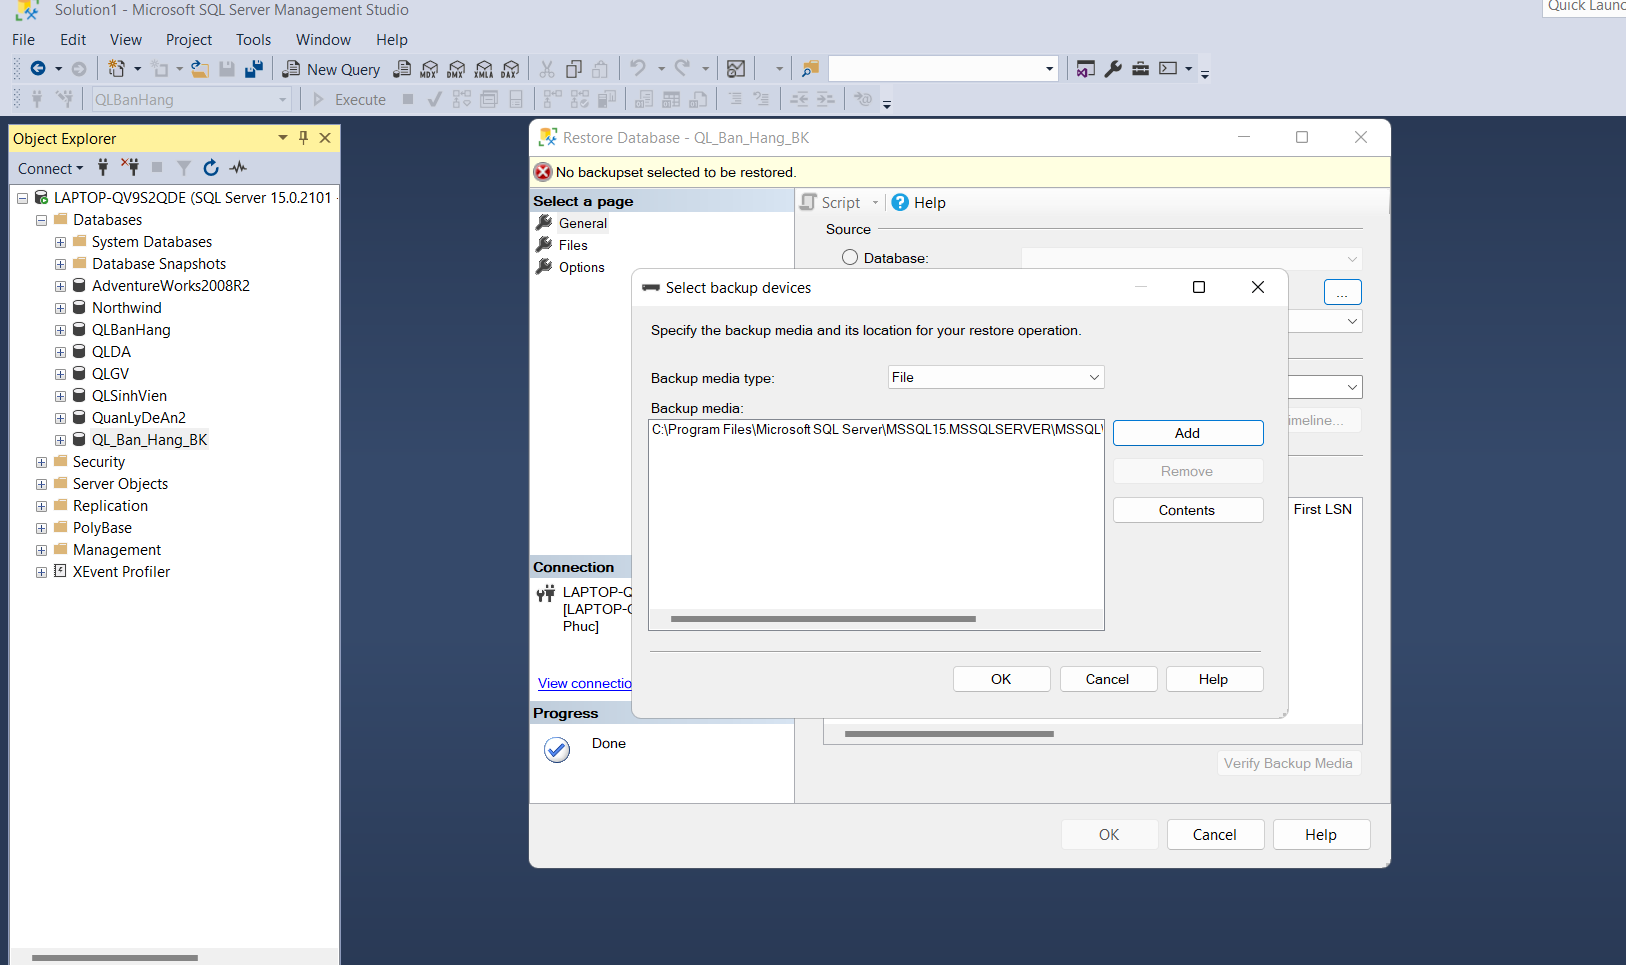 Solution1 - Microsoft SQL Server Management Studio
Quick Launc
File Edit View Project Tools Window Help
New Query MDX DMX XMLA DAX
QLBanHang Execute
Object Explorer
Connect
LAPTOP-QV9S2QDE (SQL Server 15.0.2101 -
Databases
System Databases
Database Snapshots
AdventureWorks2008R2
Northwind
QLBanHang
QLDA
QLGV
QLSinhVien
QuanLyDeAn2
QL_Ban_Hang_BK
Security
Server Objects
Replication
PolyBase
Management
XEvent Profiler
Restore Database - QL_Ban_Hang_BK
No backupset selected to be restored.
Select a page
General
Files
Options
Script Help
Source
Database:
...
imeline...
First LSN
Connection
LAPTOP-Q
[LAPTOP-
Phuc]
View connectio
Progress
Done
Verify Backup Media
OK Cancel Help
Select backup devices
Specify the backup media and its location for your restore operation.
Backup media type: File
Backup media:
C:\Program Files\Microsoft SQL Server\MSSQL15.MSSQLSERVER\MSSQL\
Add
Remove
Contents
OK Cancel Help